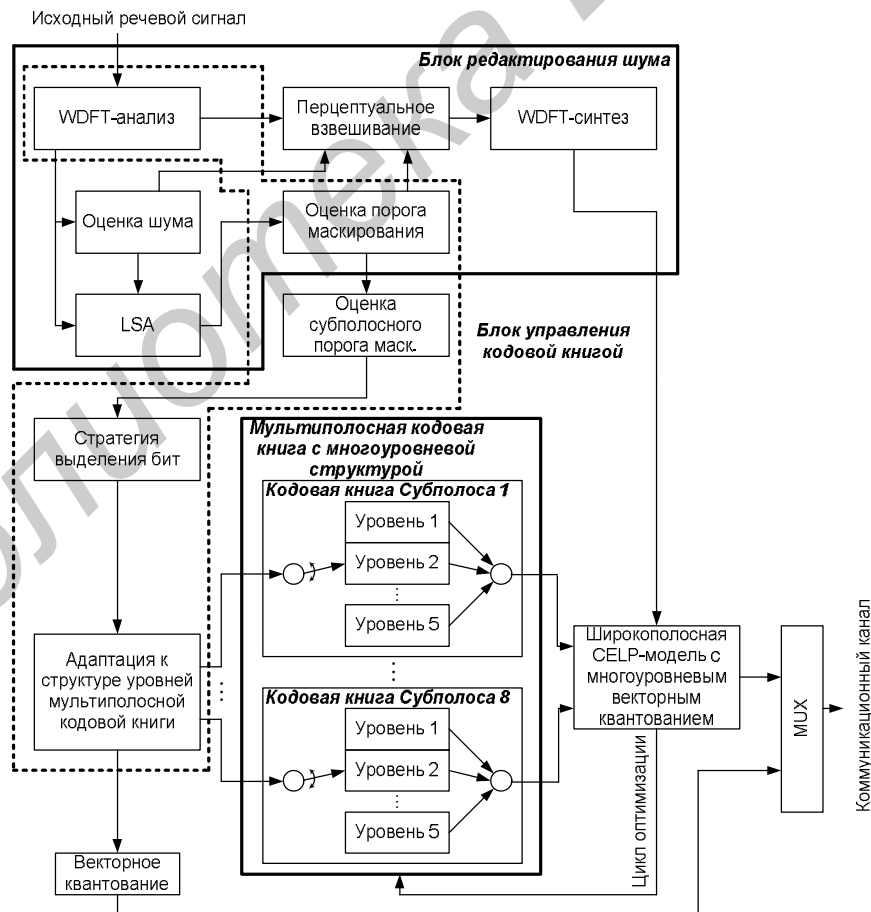 Исходный речевой сигнал
Блок редактирования шума
WDFT-анализ
Перцептуальное
взвешивание
WDFT-синтез
Оценка шума
Оценка порога
маскирования
LSA
Оценка
субполосного
порога маск.
Блок управления
кодовой книгой
Стратегия
выделения бит
Мультиполосная кодовая
книга с многоуровневой
структурой
Кодовая книга Субполоса 1
Уровень 1
Уровень 2
...
Уровень 5
Адаптация к
структуре уровней
мультиполосной
кодовой книги
...
...
Кодовая книга Субполоса 8
Уровень 1
Уровень 2
...
Уровень 5
Широкополосная
CELP-модель с
многоуровневым
векторным
квантованием
MUX
Коммуникационный канал
Цикл оптимизации
Векторное
квантование